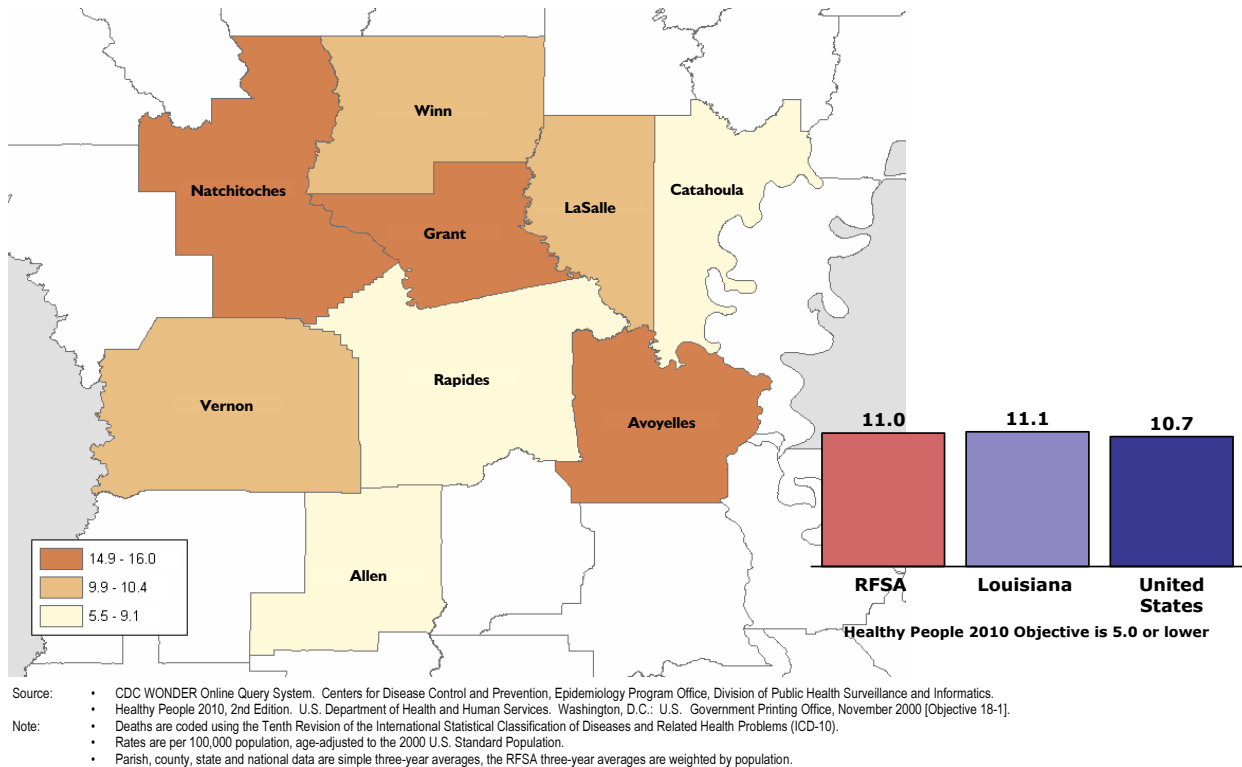 Winn
Natchitoches
Catahoula
LaSalle
Grant
Rapides
Vernon
Avoyelles
Allen
14.9 - 16.0
9.9 - 10.4
5.5 - 9.1
11.0
11.1
10.7
RFSA
Louisiana
United
States
Healthy People 2010 Objective is 5.0 or lower
Source: • CDC WONDER Online Query System. Centers for Disease Control and Prevention, Epidemiology Program Office, Division of Public Health Surveillance and Informatics.
• Healthy People 2010, 2nd Edition. U.S. Department of Health and Human Services. Washington, D.C.: U.S. Government Printing Office, November 2000 [Objective 18-1].
Note: • Deaths are coded using the Tenth Revision of the International Statistical Classification of Diseases and Related Health Problems (ICD-10).
• Rates are per 100,000 population, age-adjusted to the 2000 U.S. Standard Population.
• Parish, county, state and national data are simple three-year averages, the RFSA three-year averages are weighted by population.